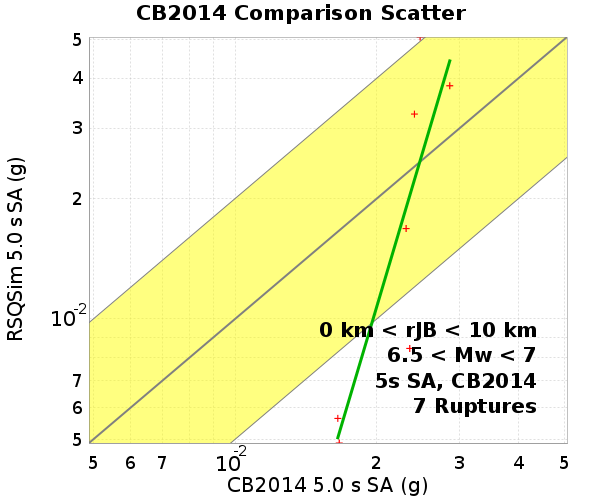 CB2014 Comparison Scatter
RSQSim 5.0 s SA (g)
5
4
3
2
10-2
7
6
5
0 km < rJB < 10 km
6.5 < Mw < 7
5s SA, CB2014
7 Ruptures
5 6 7 10-2 2 3 4 5
CB2014 5.0 s SA (g)